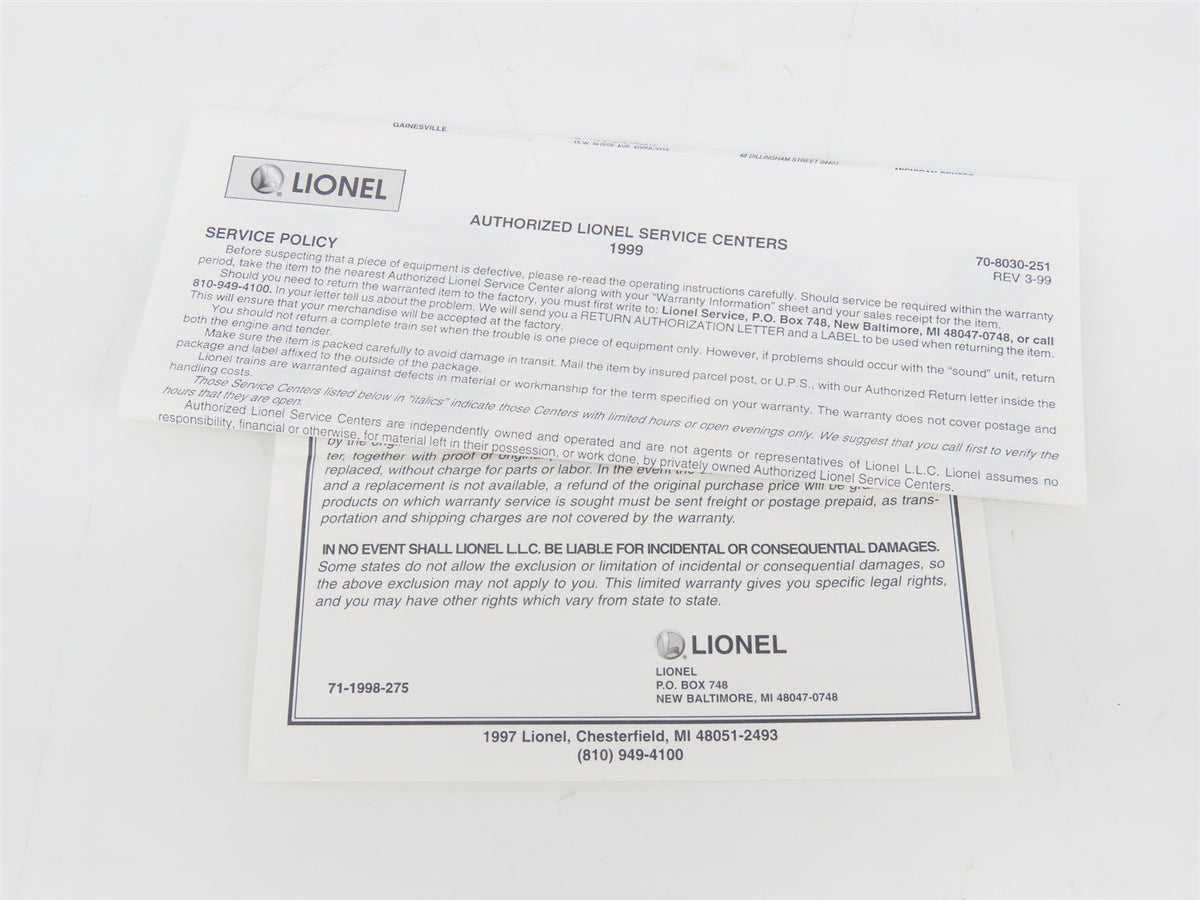 GAINESVILLE
48 DILLINGHAM STREET 04401
LIONEL
AUTHORIZED LIONEL SERVICE CENTERS
1999
70-8030-251
REV 3-99
SERVICE POLICY
Before suspecting that a piece of equipment is defective, please re-read the operating instructions carefully. Should service be required within the warranty
period, take the item to the nearest Authorized Lionel Service Center along with your "Warranty Information" sheet and your sales receipt for the item.
Should you need to return the warranted item to the factory, you must first write to: Lionel Service, P.O. Box 748, New Baltimore, MI 48047-0748, or call
810-949-4100. In your letter tell us about the problem. We will send you a RETURN AUTHORIZATION LETTER and a LABEL to be used when returning the item.
This will ensure that your merchandise will be accepted at the factory.
You should not return a complete train set when the trouble is one piece of equipment only. However, if problems should occur with the "sound" unit, return
both the engine and tender.
Make sure the item is packed carefully to avoid damage in transit. Mail the item by insured parcel post, or U.P.S., with our Authorized Return letter inside the
package and label affixed to the outside of the package.
Lionel trains are warranted against defects in material or workmanship for the term specified on your warranty. The warranty does not cover postage and
handling costs.
Those Service Centers listed below in "italics" indicate those Centers with limited hours or open evenings only. We suggest that you call first to verify the
hours that they are open.
Authorized Lionel Service Centers are independently owned and operated and are not agents or representatives of Lionel L.L.C. Lionel assumes no
responsibility, financial or otherwise, for material left in their possession, or work done, by privately owned Authorized Lionel Service Centers.
by the
ter, together with proof of
replaced, without charge for parts or labor. In the event
and a replacement is not available, a refund of the original purchase price will be
products on which warranty service is sought must be sent freight or postage prepaid, as trans-
portation and shipping charges are not covered by the warranty.
IN NO EVENT SHALL LIONEL L.L.C. BE LIABLE FOR INCIDENTAL OR CONSEQUENTIAL DAMAGES.
Some states do not allow the exclusion or limitation of incidental or consequential damages, so
the above exclusion may not apply to you. This limited warranty gives you specific legal rights,
and you may have other rights which vary from state to state.
LIONEL
LIONEL
P.O. BOX 748
NEW BALTIMORE, MI 48047-0748
71-1998-275
1997 Lionel, Chesterfield, MI 48051-2493
(810) 949-4100